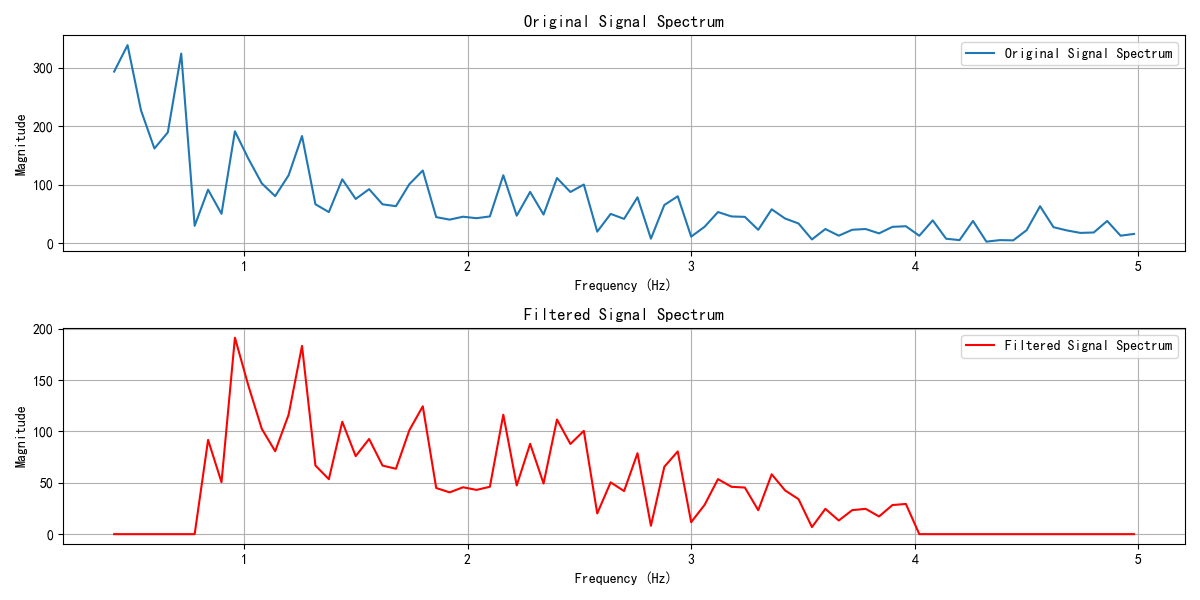 Original Signal Spectrum
Original Signal Spectrum
Magnitude
300
200
100
0
1
2
3
4
5
Frequency (Hz)
Filtered Signal Spectrum
Filtered Signal Spectrum
Magnitude
200
150
100
50
0
1
2
3
4
5
Frequency (Hz)